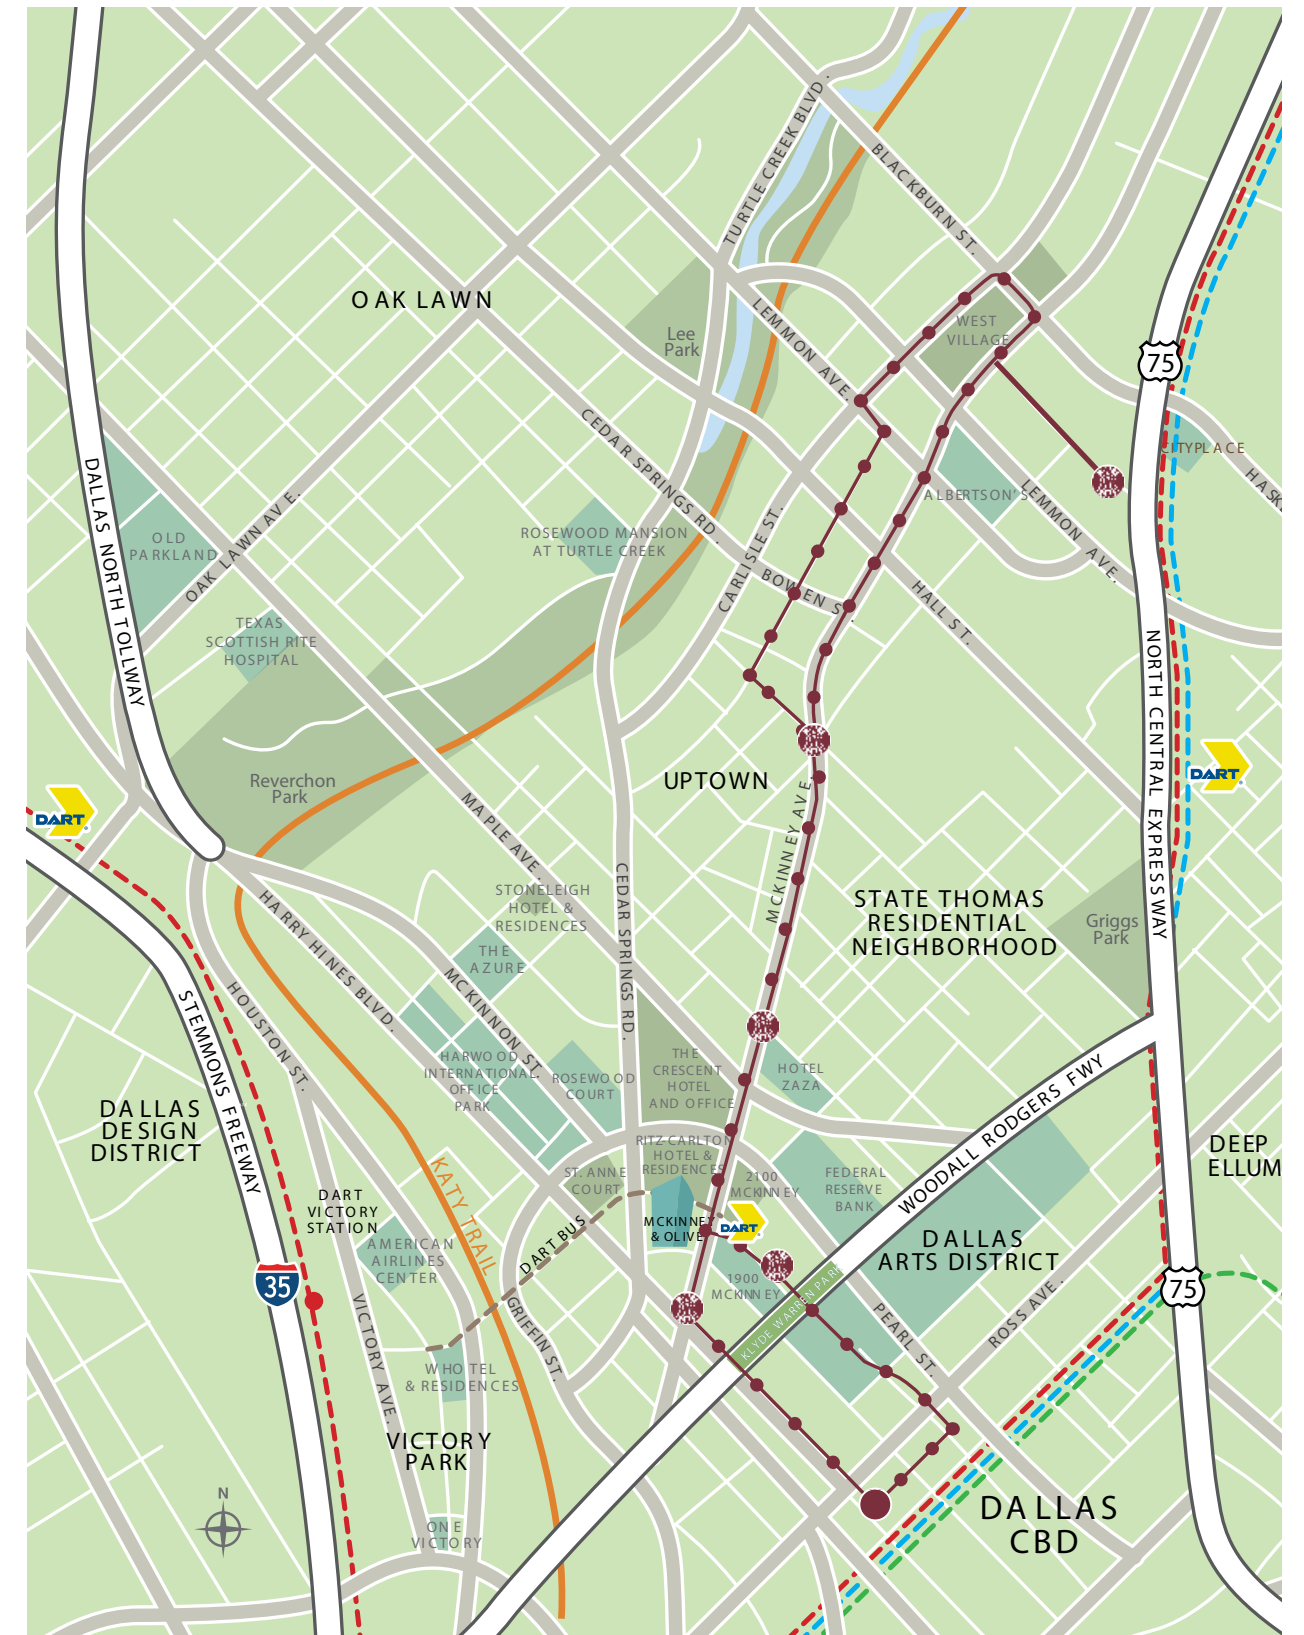 TURTLE CREEK BLVD.
BLACKBURN ST.
OAK LAWN
LEMMON AVE.
WEST
VILLAGE
Lee
Park
75
CEDAR SPRINGS RD.
CITYPLACE
HASK
DALLAS NORTH TOLLWAY
OAK LAWN AVE.
OLD
PARKLAND
ALBERTSON'S
LEMMON AVE.
ROSEWOOD MANSION
AT TURTLE CREEK
CARLISLE ST.
BOWEN ST.
HALL ST.
TEXAS
SCOTTISH RITE
HOSPITAL
NORTH CENTRAL EXPRESSWAY
Reverchon
Park
UPTOWN
DART
DART
MAPLE AVE.
MCKINNEY AVE.
CEDAR SPRINGS RD.
STONELEIGH
HOTEL &
RESIDENCES
STATE THOMAS
RESIDENTIAL
NEIGHBORHOOD
Griggs
Park
HARRY HINES BLVD.
THE
AZURE
MCKINNON ST.
HOUSTON ST.
STEMMONS FREEWAY
HARWOOD
INTERNATIONAL
OFFICE
PARK
ROSEWOOD
COURT
THE
CRESCENT
HOTEL
AND OFFICE
HOTEL
ZAZA
WOODALL RODGERS FWY
DALLAS
DESIGN
DISTRICT
DEEP
ELLUM
RITZ-CARLTON
HOTEL &
RESIDENCES
ST. ANNE
COURT
2100
MCKINNEY
FEDERAL
RESERVE
BANK
KATY TRAIL
DART
VICTORY
STATION
MCKINNEY
& OLIVE
DART
DART BUS
AMERICAN
AIRLINES
CENTER
DALLAS
ARTS DISTRICT
1900
MCKINNEY
35
75
KLYDE WARREN PARK
PEARL ST.
ROSS AVE.
VICTORY AVE.
GRIFFIN ST.
W HOTEL
& RESIDENCES
VICTORY
PARK
N
ONE
VICTORY
DALLAS
CBD